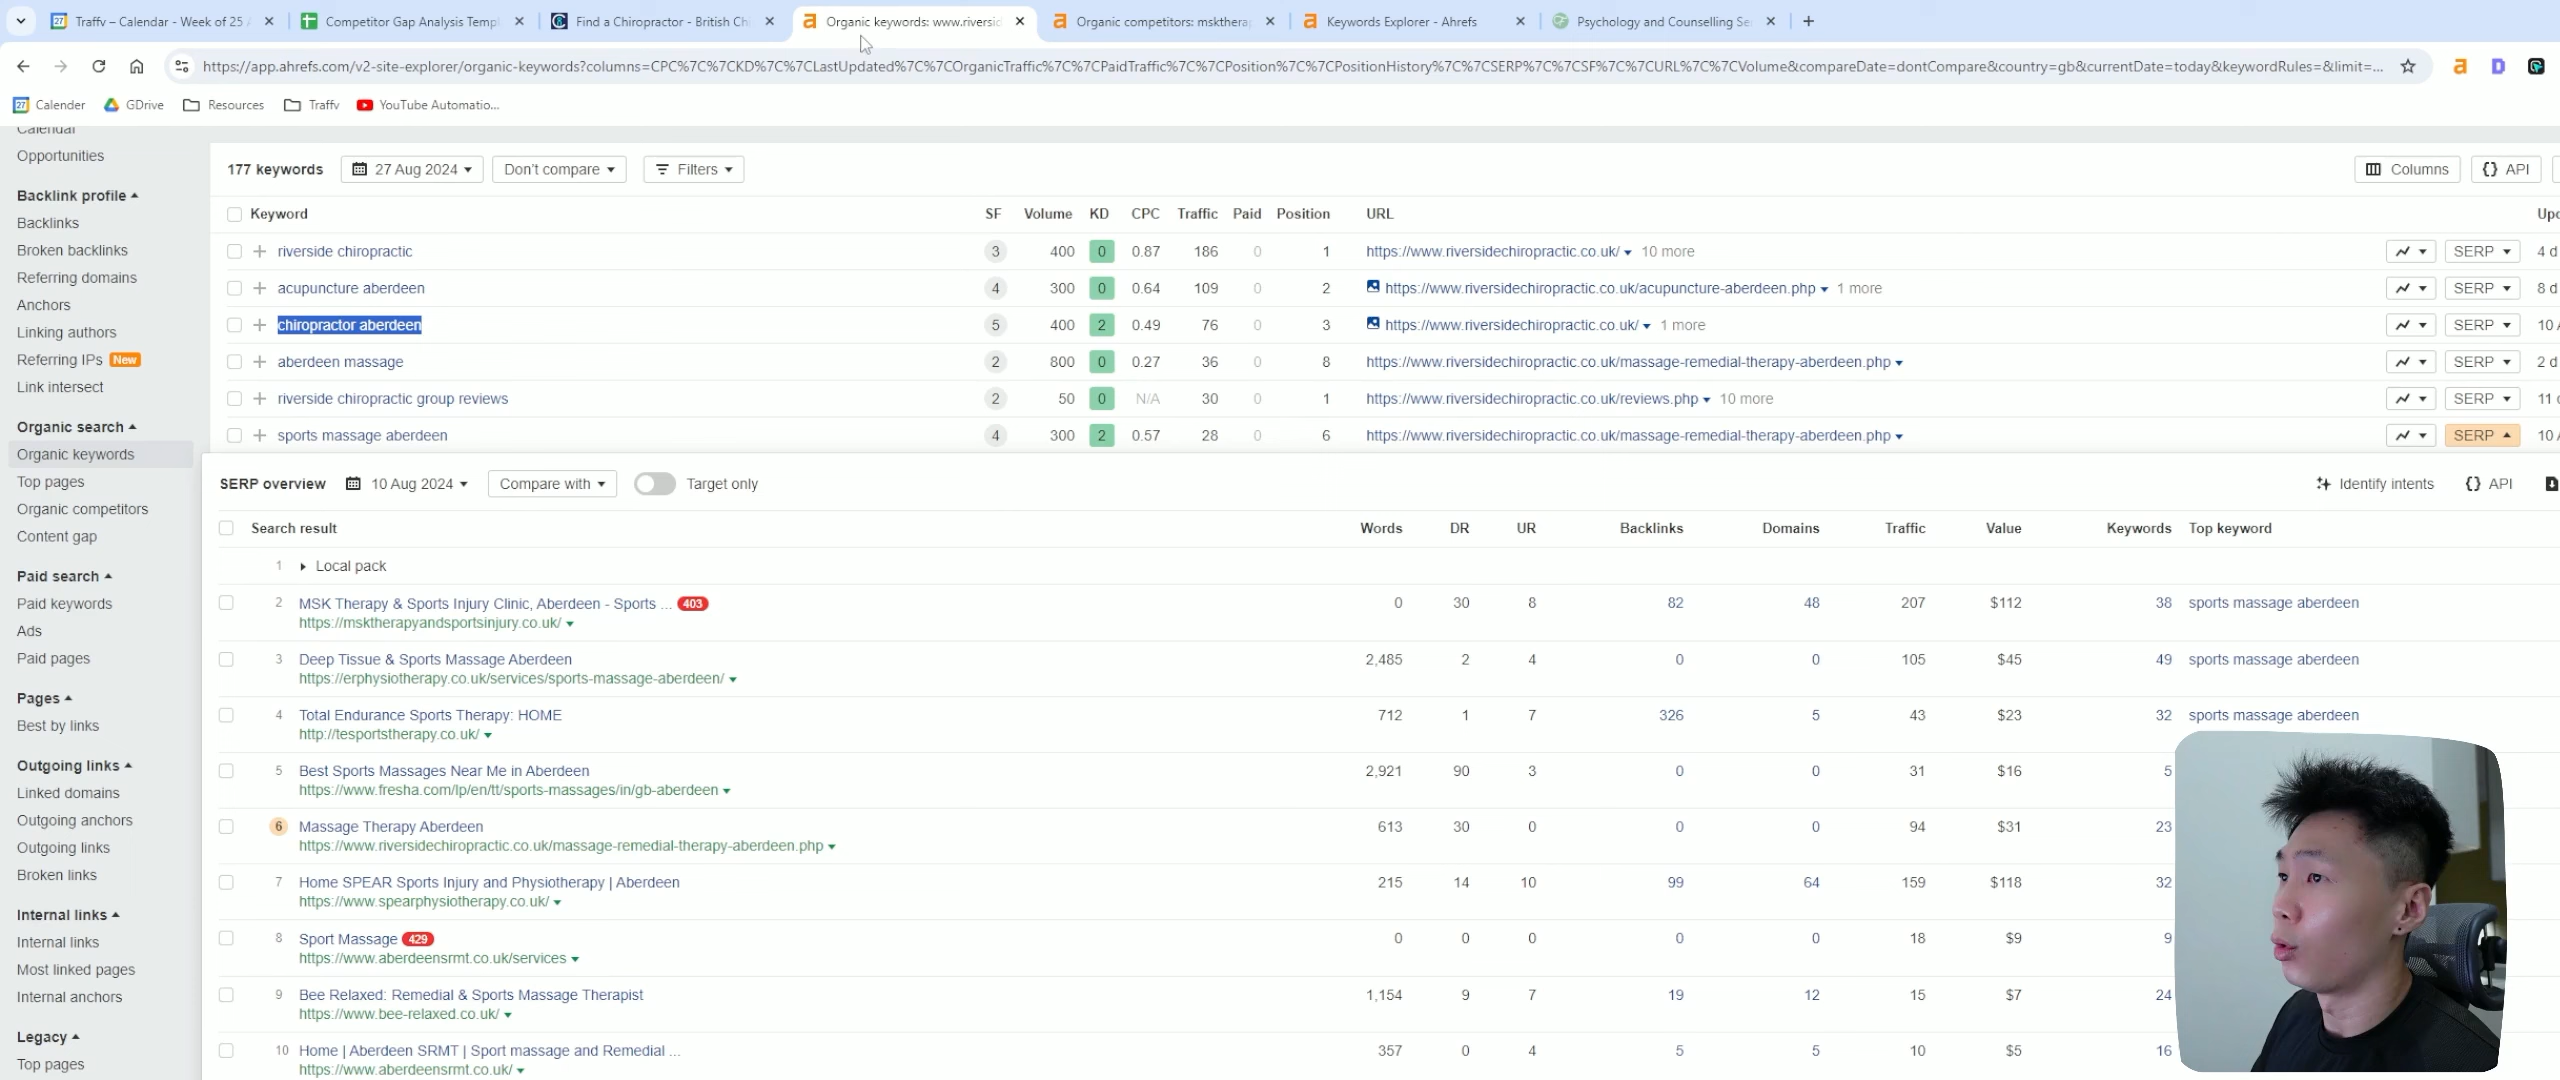 Traffv – Calendar - Week of 25 A
Competitor Gap Analysis Templ
Find a Chiropractor - British Chi
Organic keywords: www.riversid
Organic competitors: msktherap
Keywords Explorer - Ahrefs
Psychology and Counselling Se
https://app.ahrefs.com/v2-site-explorer/organic-keywords?columns=CPC%7C%7CKD%7C%7CLastUpdated%7C%7COrganicTraffic%7C%7CPaidTraffic%7C%7CPosition%7C%7CPositionHistory%7C%7CSERP%7C%7CSF%7C%7CURL%7C%7CVolume&compareDate=dontCompare&country=gb&currentDate=today&keywordRules=&limit=...
Calender GDrive Resources Traffv YouTube Automatio...
Calendar
Opportunities
Backlink profile
Backlinks
Broken backlinks
Referring domains
Anchors
Linking authors
Referring IPs New
Link intersect
Organic search
Organic keywords
Top pages
Organic competitors
Content gap
Paid search
Paid keywords
Ads
Paid pages
Pages
Best by links
Outgoing links
Linked domains
Outgoing anchors
Outgoing links
Broken links
Internal links
Internal links
Most linked pages
Internal anchors
Legacy
Top pages
177 keywords 27 Aug 2024 Don't compare Filters Columns {} API
Keyword SF Volume KD CPC Traffic Paid Position URL Upd
riverside chiropractic 3 400 0 0.87 186 0 1 https://www.riversidechiropractic.co.uk/ 10 more SERP 4 d
acupuncture aberdeen 4 300 0 0.64 109 0 2 https://www.riversidechiropractic.co.uk/acupuncture-aberdeen.php 1 more SERP 8 d
chiropractor aberdeen 5 400 2 0.49 76 0 3 https://www.riversidechiropractic.co.uk/ 1 more SERP 10 A
aberdeen massage 2 800 0 0.27 36 0 8 https://www.riversidechiropractic.co.uk/massage-remedial-therapy-aberdeen.php SERP 2 d
riverside chiropractic group reviews 2 50 0 N/A 30 0 1 https://www.riversidechiropractic.co.uk/reviews.php 10 more SERP 11 d
sports massage aberdeen 4 300 2 0.57 28 0 6 https://www.riversidechiropractic.co.uk/massage-remedial-therapy-aberdeen.php SERP 10 A
SERP overview 10 Aug 2024 Compare with Target only Identify intents {} API
Search result Words DR UR Backlinks Domains Traffic Value Keywords Top keyword
1 Local pack
2 MSK Therapy & Sports Injury Clinic, Aberdeen - Sports ... 403 0 30 8 82 48 207 $112 38 sports massage aberdeen
https://msktherapyandsportsinjury.co.uk/
3 Deep Tissue & Sports Massage Aberdeen 2,485 2 4 0 0 105 $45 49 sports massage aberdeen
https://erphysiotherapy.co.uk/services/sports-massage-aberdeen/
4 Total Endurance Sports Therapy: HOME 712 1 7 326 5 43 $23 32 sports massage aberdeen
http://tesportstherapy.co.uk/
5 Best Sports Massages Near Me in Aberdeen 2,921 90 3 0 0 31 $16 5
https://www.fresha.com/lp/en/tt/sports-massages/in/gb-aberdeen
6 Massage Therapy Aberdeen 613 30 0 0 0 94 $31 23
https://www.riversidechiropractic.co.uk/massage-remedial-therapy-aberdeen.php
7 Home SPEAR Sports Injury and Physiotherapy | Aberdeen 215 14 10 99 64 159 $118 32
https://www.spearphysiotherapy.co.uk/
8 Sport Massage 429 0 0 0 0 0 18 $9 9
https://www.aberdeensrmt.co.uk/services
9 Bee Relaxed: Remedial & Sports Massage Therapist 1,154 9 7 19 12 15 $7 24
https://www.bee-relaxed.co.uk/
10 Home | Aberdeen SRMT | Sport massage and Remedial ... 357 0 4 5 5 10 $5 16
https://www.aberdeensrmt.co.uk/